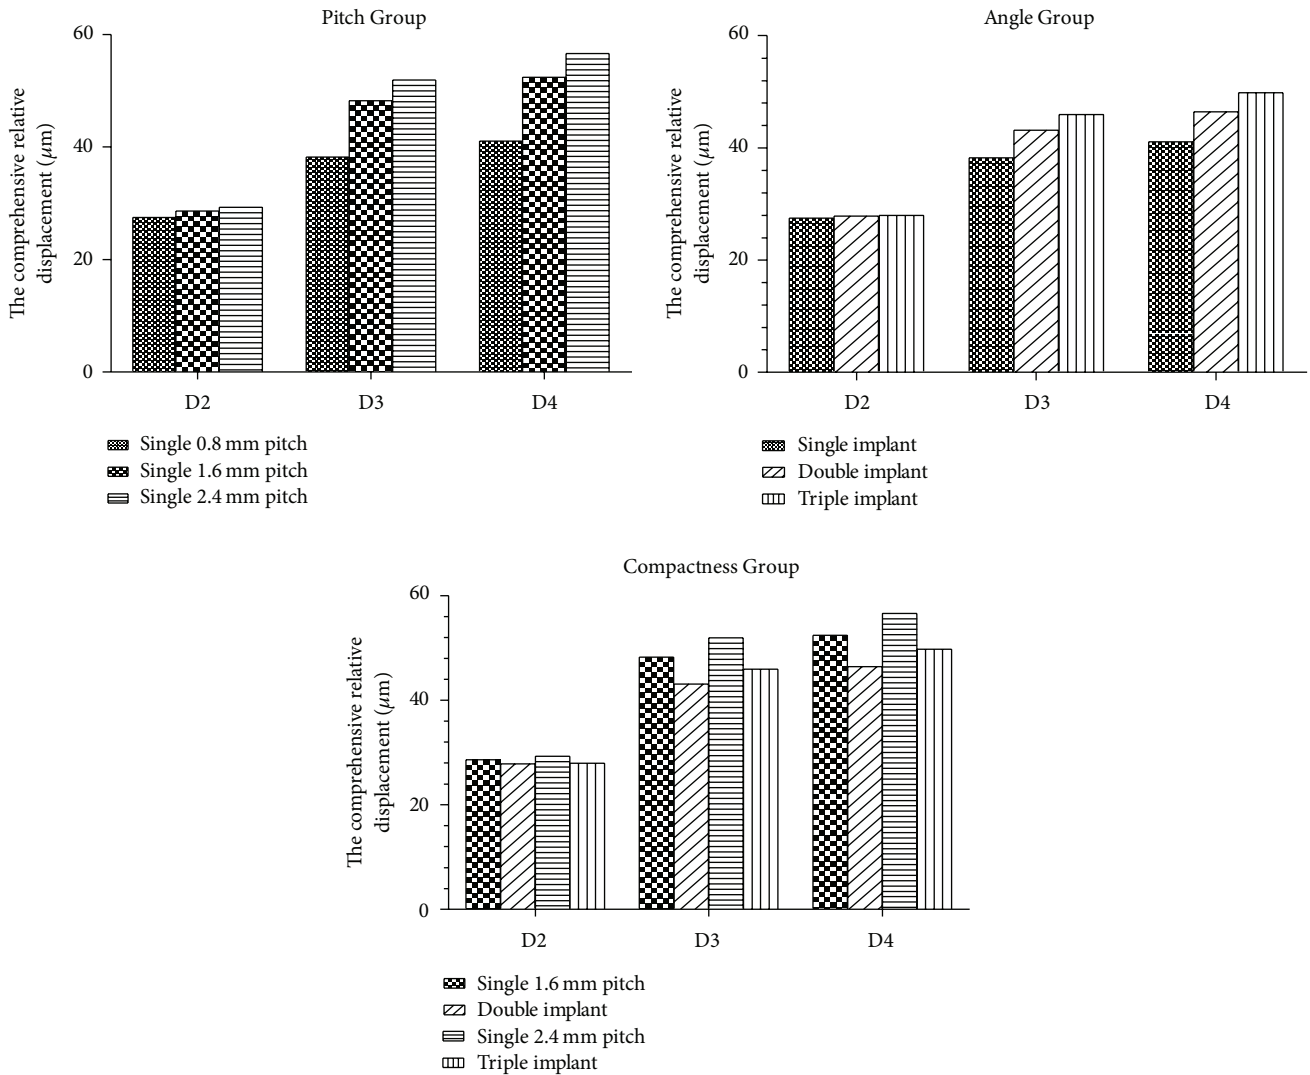 Pitch Group
The comprehensive relative
displacement (μm)
60
40
20
0
D2 D3 D4
Single 0.8 mm pitch
Single 1.6 mm pitch
Single 2.4 mm pitch
Angle Group
The comprehensive relative
displacement (μm)
60
40
20
0
D2 D3 D4
Single implant
Double implant
Triple implant
Compactness Group
The comprehensive relative
displacement (μm)
60
40
20
0
D2 D3 D4
Single 1.6 mm pitch
Double implant
Single 2.4 mm pitch
Triple implant